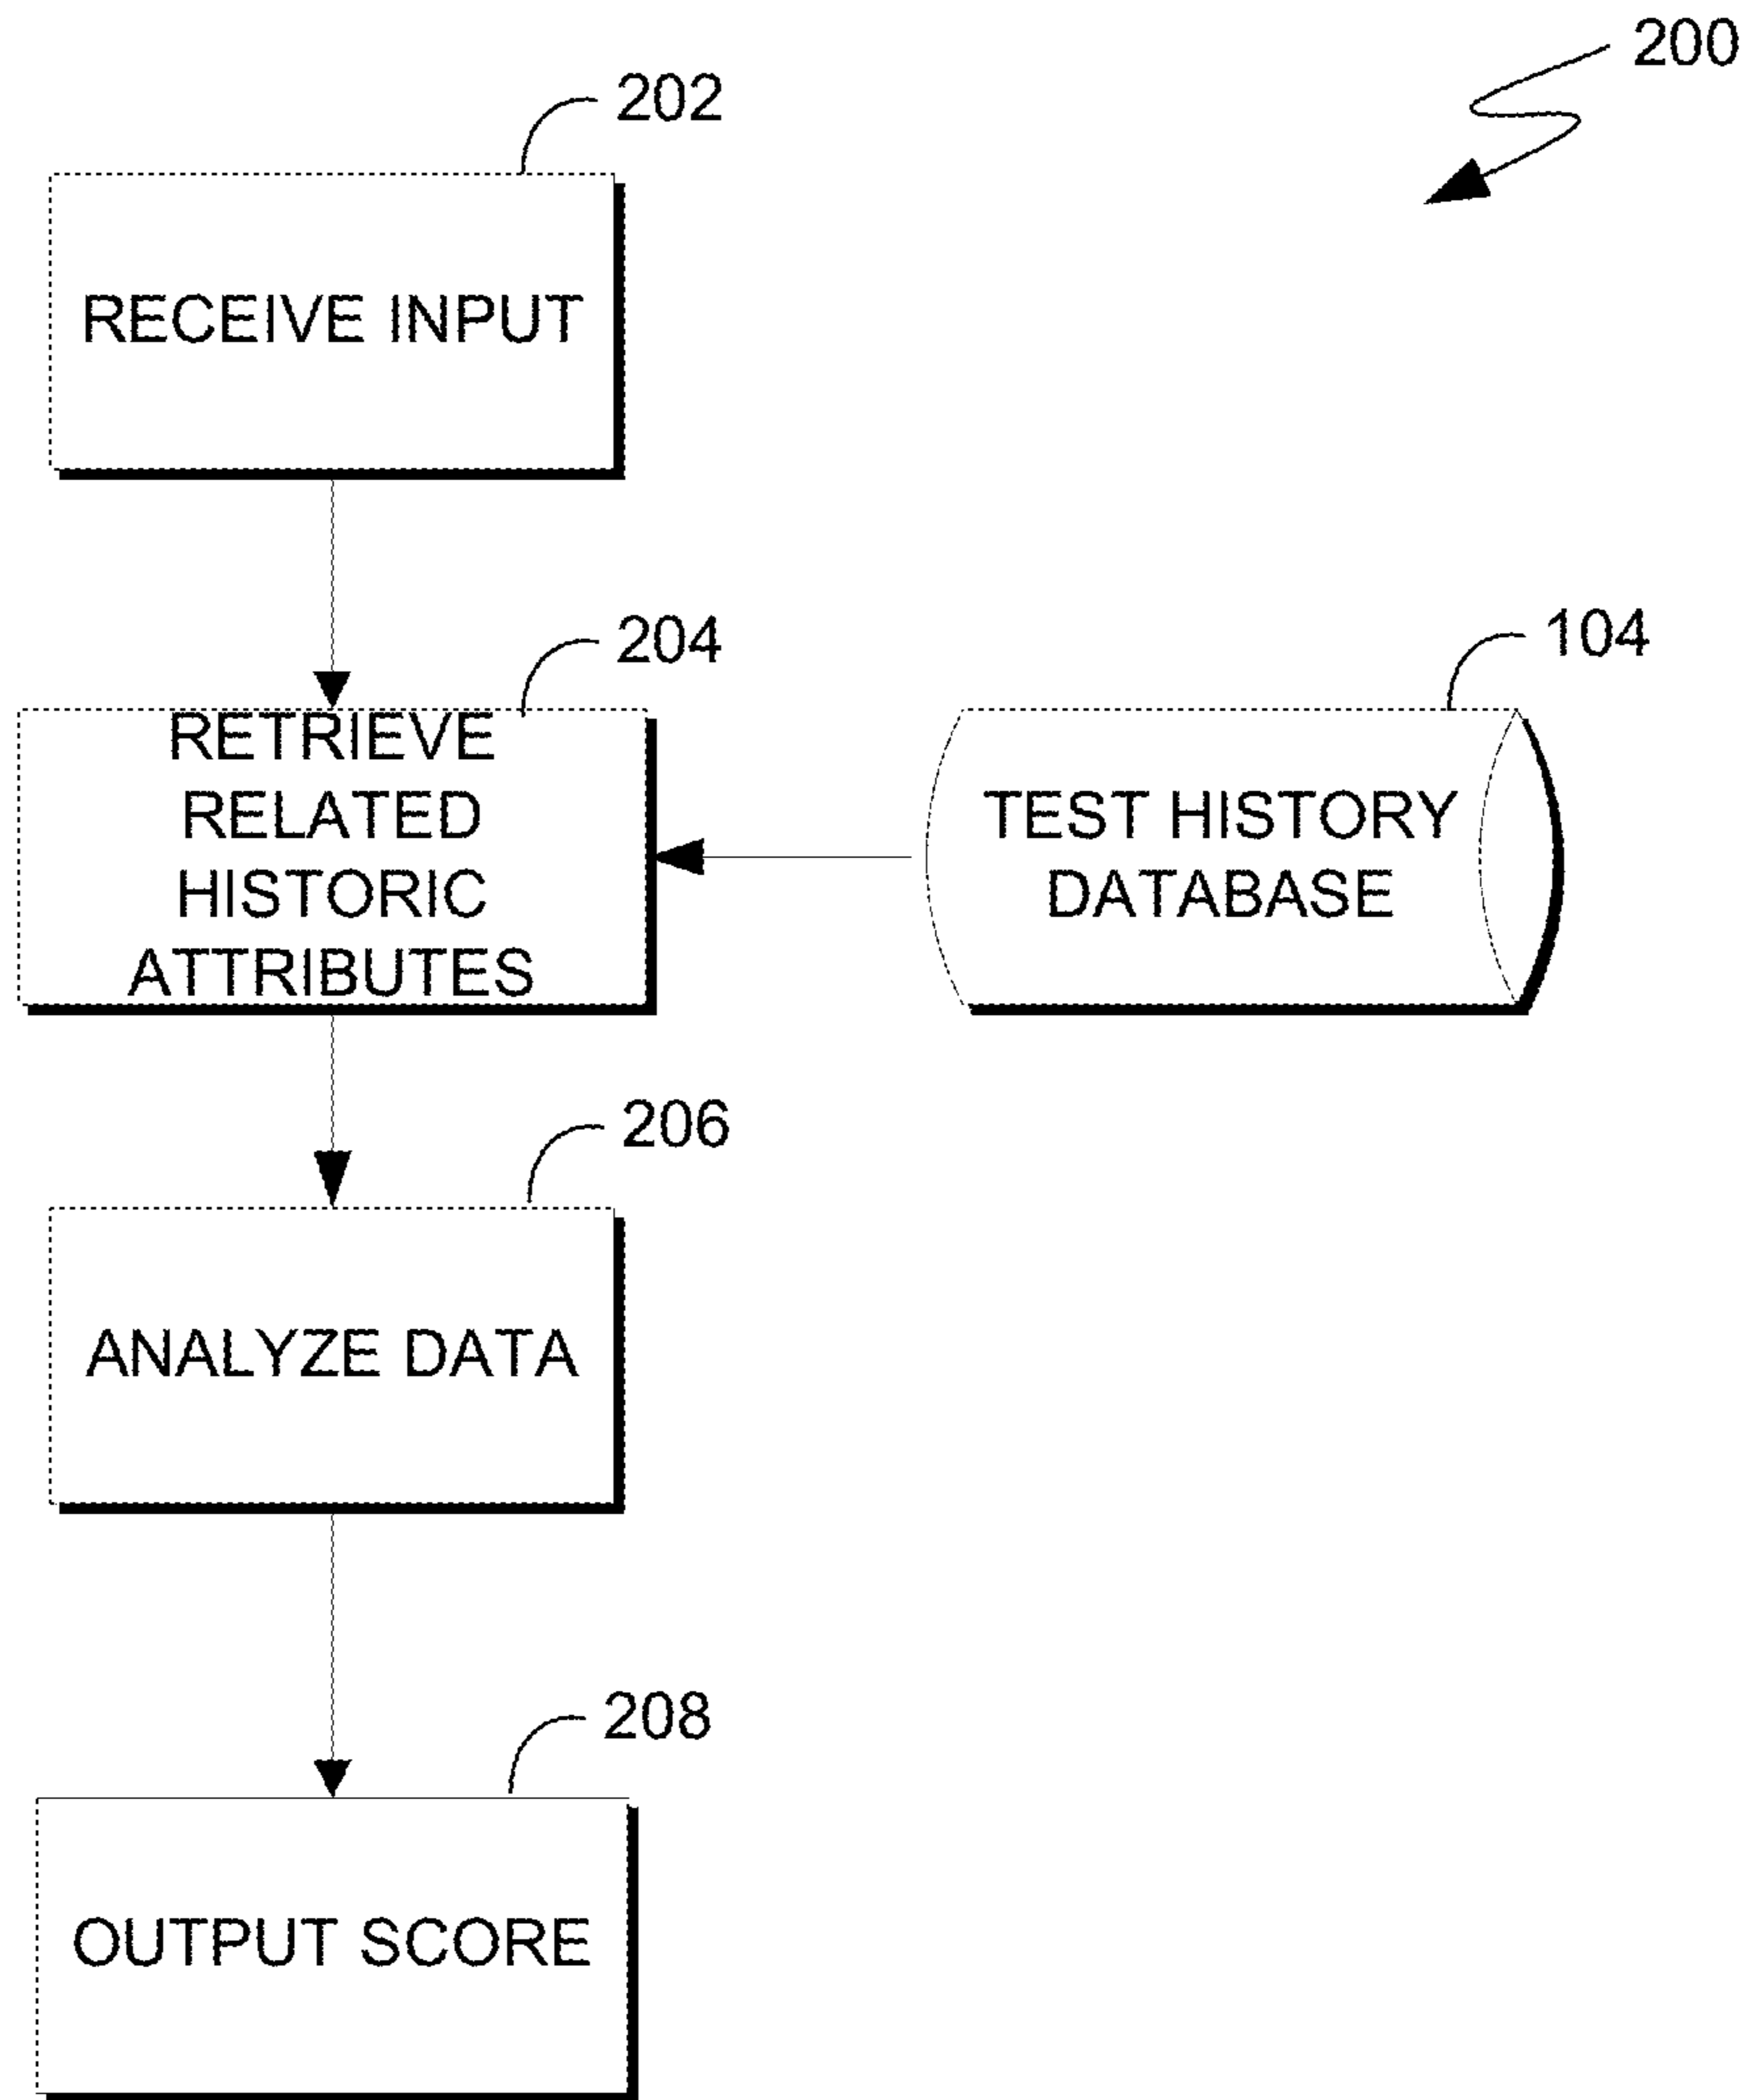 200
202
RECEIVE INPUT
204
RETRIEVE
RELATED
HISTORIC
ATTRIBUTES
104
TEST HISTORY
DATABASE
206
ANALYZE DATA
208
OUTPUT SCORE